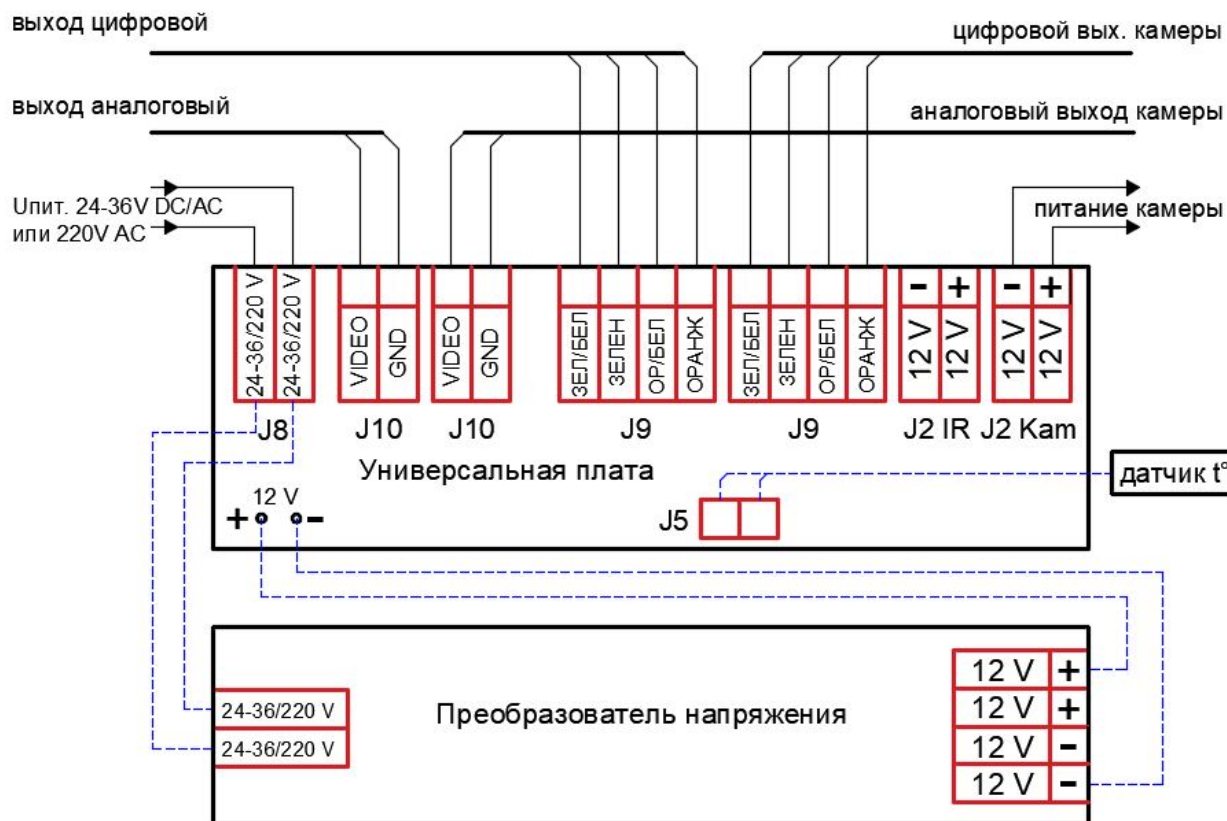 выход цифровой
цифровой вых. камеры
выход аналоговый
аналоговый выход камеры
Uпит. 24-36V DC/AC
или 220V AC
питание камеры
24-36/220 V
24-36/220 V
VIDEO
GND
VIDEO
GND
ЗЕЛ/БЕЛ
ЗЕЛЕН
ОР/БЕЛ
ОРАНЖ
ЗЕЛ/БЕЛ
ЗЕЛЕН
ОР/БЕЛ
ОРАНЖ
- 12 V
+ 12 V
- 12 V
+ 12 V
J8
J10
J10
J9
J9
J2 IR
J2 Kam
Универсальная плата
датчик t°
12 V
+ -
J5
12 V +
12 V +
12 V -
12 V -
24-36/220 V
24-36/220 V
Преобразователь напряжения